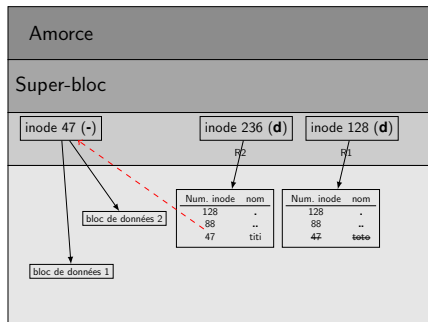 Amorce
Super-bloc
inode 47 (-)
inode 236 (d)
inode 128 (d)
R2
R1
Num. inode nom
128 .
88 ..
47 titi
Num. inode nom
128 .
88 ..
47 toto
bloc de données 2
bloc de données 1